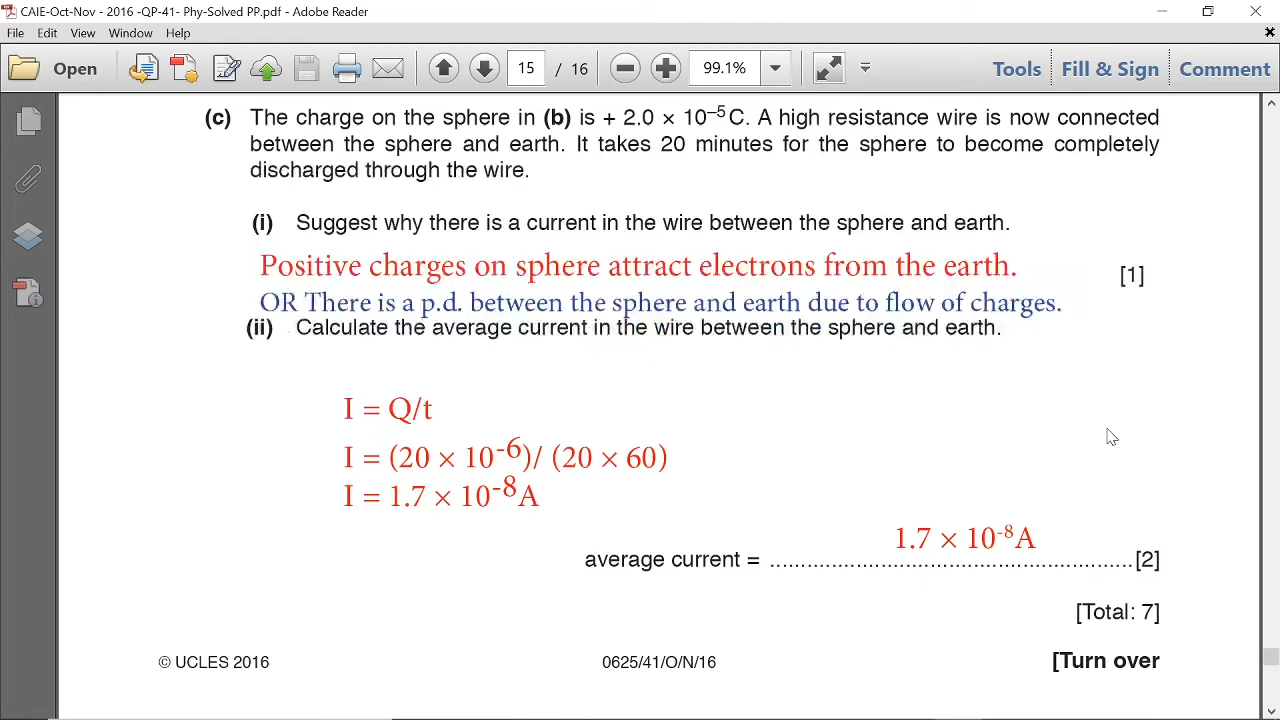 CAIE-Oct-Nov - 2016 -QP-41- Phy-Solved PP.pdf - Adobe Reader
File Edit View Window Help
Open 15 / 16 99.1% Tools Fill & Sign Comment
(c) The charge on the sphere in (b) is + 2.0 × 10⁻⁵ C. A high resistance wire is now connected
between the sphere and earth. It takes 20 minutes for the sphere to become completely
discharged through the wire.
(i) Suggest why there is a current in the wire between the sphere and earth.
Positive charges on sphere attract electrons from the earth.
[1]
OR There is a p.d. between the sphere and earth due to flow of charges.
(ii) Calculate the average current in the wire between the sphere and earth.
I = Q/t
I = (20 × 10⁻⁶)/ (20 × 60)
I = 1.7 × 10⁻⁸A
1.7 × 10⁻⁸A
average current = ...........................................................[2]
[Total: 7]
© UCLES 2016 0625/41/O/N/16 [Turn over